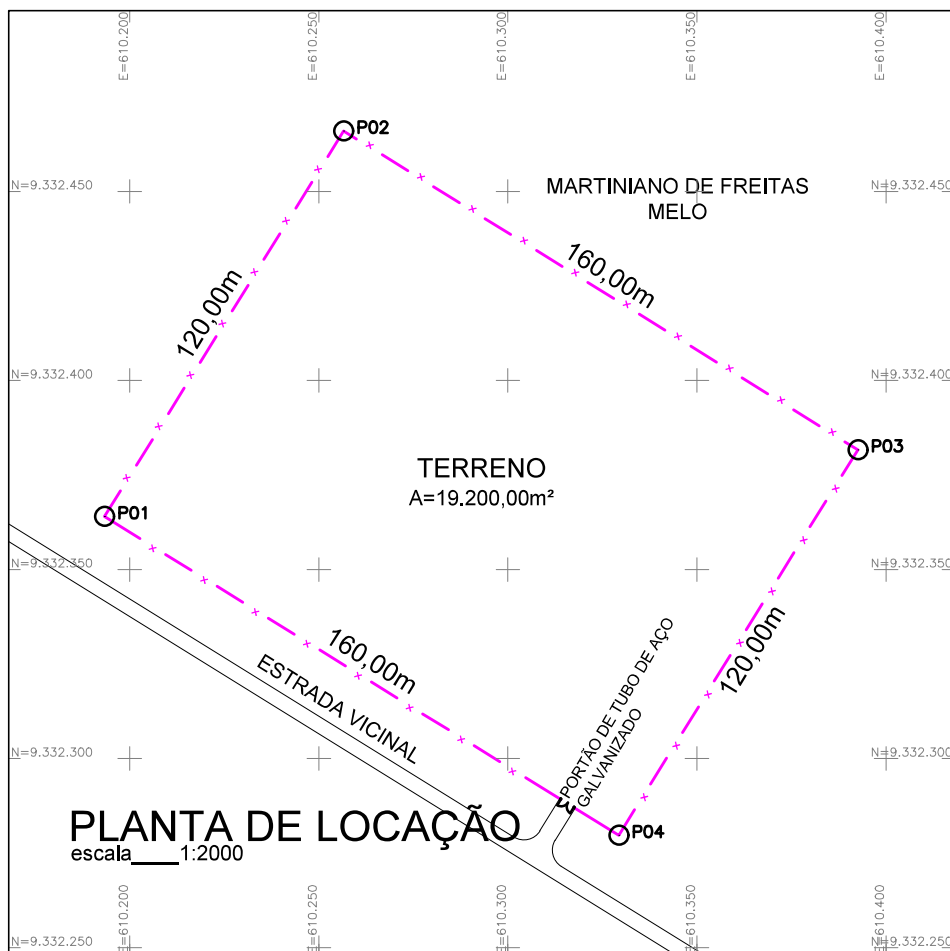 E=610.200
E=610.250
E=610.300
E=610.350
E=610.400
P02
N=9.332.450
N=9.332.450
MARTINIANO DE FREITAS
MELO
160,00m
120,00m
N=9.332.400
N=9.332.400
P03
TERRENO
A=19.200,00m²
P01
N=9.332.350
N=9.332.350
120,00m
160,00m
ESTRADA VICINAL
PORTÃO DE TUBO DE AÇO
GALVANIZADO
N=9.332.300
N=9.332.300
P04
PLANTA DE LOCAÇÃO
escala____1:2000
E=610.200
E=610.250
E=610.300
E=610.350
E=610.400
N=9.332.250
N=9.332.250